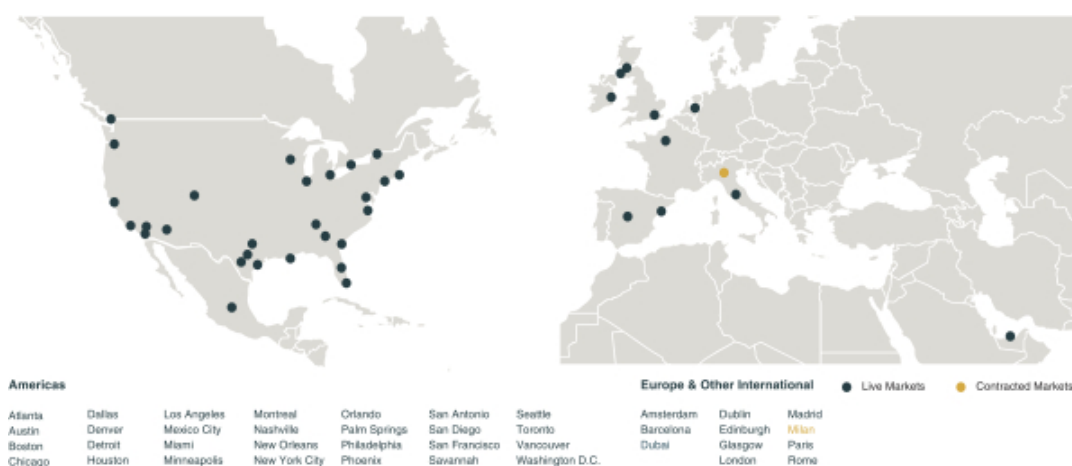 Americas
Europe & Other International
Live Markets
Contracted Markets
Atlanta Dallas Los Angeles Montreal Orlando San Antonio Seattle
Austin Denver Mexico City Nashville Palm Springs San Diego Toronto
Boston Detroit Miami New Orleans Philadelphia San Francisco Vancouver
Chicago Houston Minneapolis New York City Phoenix Savannah Washington D.C.
Amsterdam Dublin Madrid
Barcelona Edinburgh Milan
Dubai Glasgow Paris
London Rome